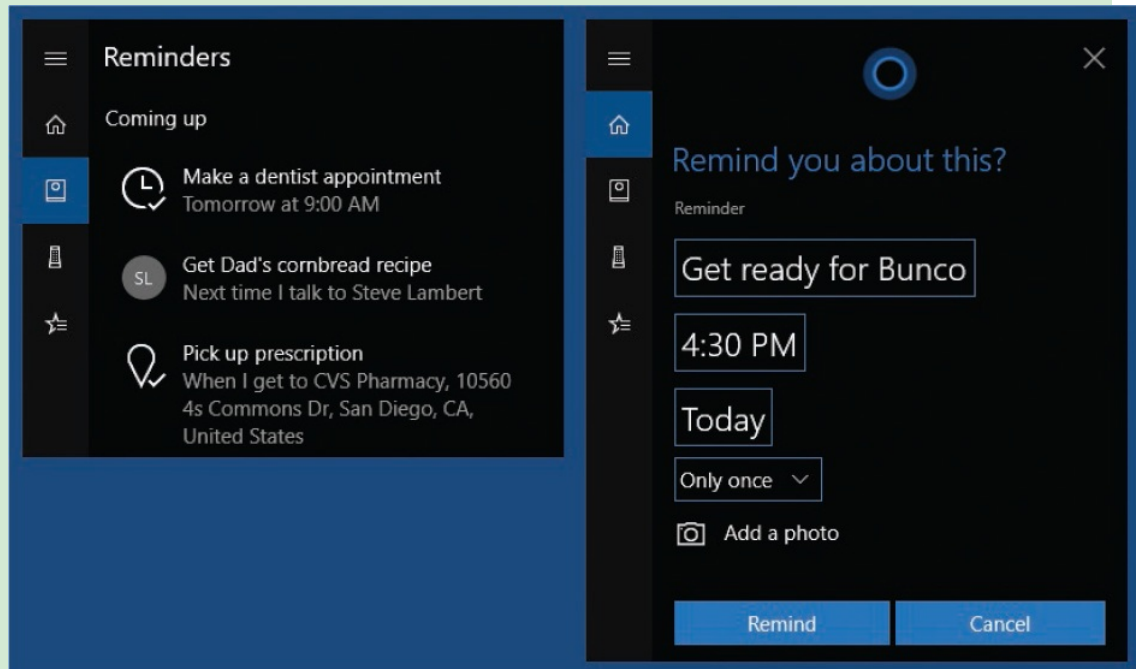 Reminders
Coming up
Make a dentist appointment
Tomorrow at 9:00 AM
SL
Get Dad's cornbread recipe
Next time I talk to Steve Lambert
Pick up prescription
When I get to CVS Pharmacy, 10560
4s Commons Dr, San Diego, CA,
United States
Remind you about this?
Reminder
Get ready for Bunco
4:30 PM
Today
Only once
Add a photo
Remind
Cancel